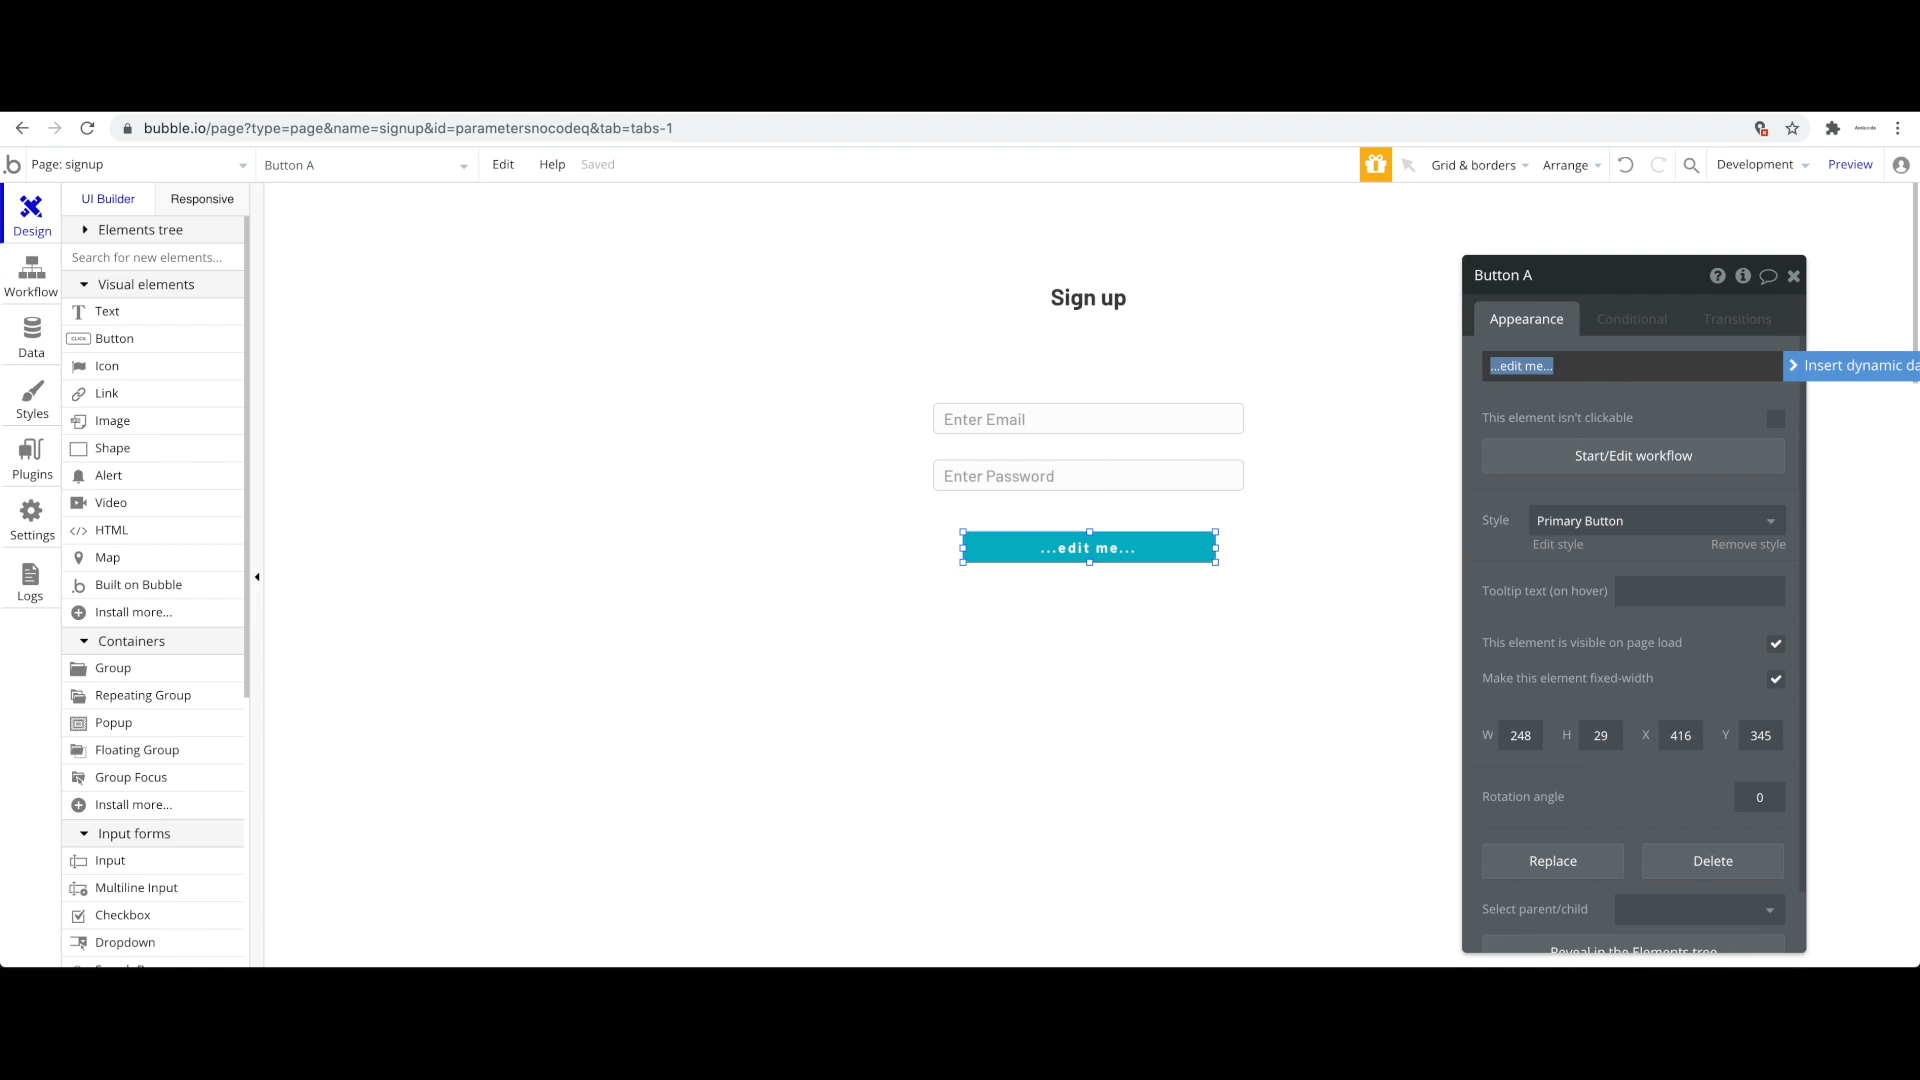 bubble.io/page?type=page&name=signup&id=parametersnocodeq&tab=tabs-1
Page: signup
Button A
Edit
Help
Saved
Grid & borders
Arrange
Development
Preview
UI Builder
Responsive
Design
Workflow
Data
Styles
Plugins
Settings
Logs
Elements tree
Search for new elements...
Visual elements
Text
CLICK Button
Icon
Link
Image
Shape
Alert
Video
HTML
Map
Built on Bubble
Install more...
Containers
Group
Repeating Group
Popup
Floating Group
Group Focus
Install more...
Input forms
Input
Multiline Input
Checkbox
Dropdown
Sign up
Enter Email
Enter Password
...edit me...
Button A
Appearance
Conditional
Transitions
...edit me...
Insert dynamic da
This element isn't clickable
Start/Edit workflow
Style
Primary Button
Edit style
Remove style
Tooltip text (on hover)
This element is visible on page load
Make this element fixed-width
W 248 H 29 X 416 Y 345
Rotation angle 0
Replace
Delete
Select parent/child
Reveal in the Elements tree